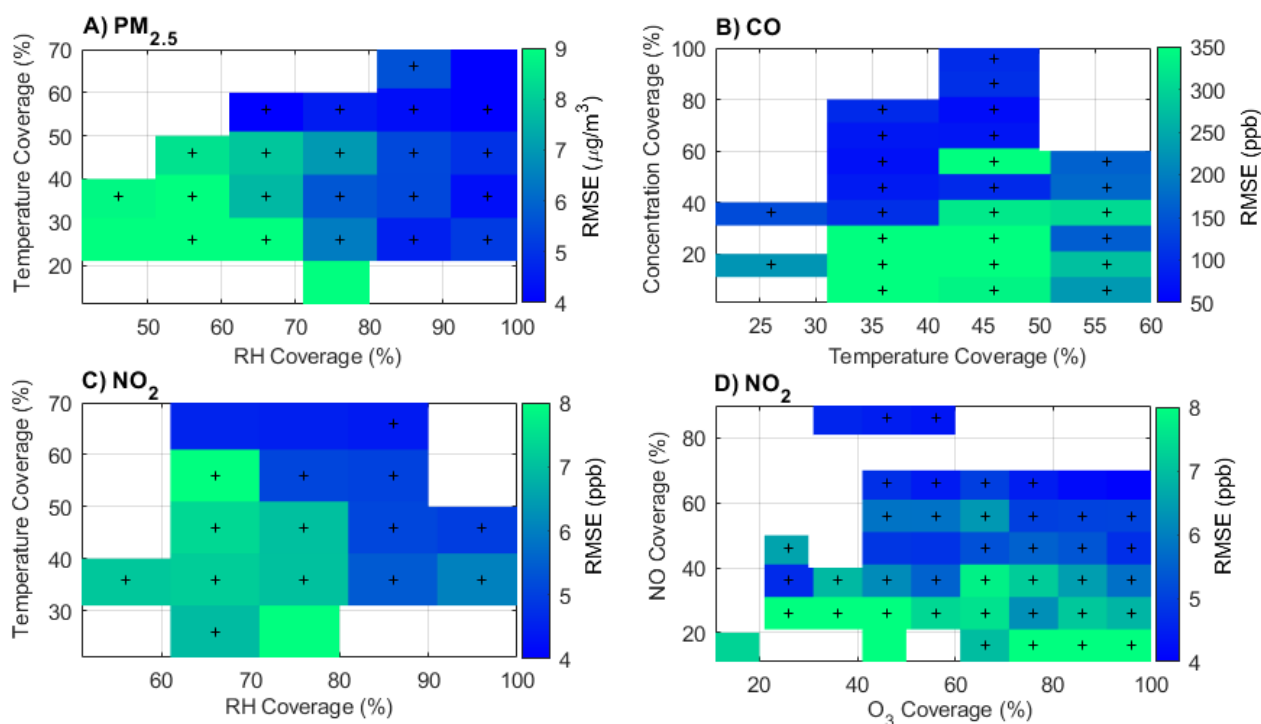 A) PM2.5
Temperature Coverage (%)
70
60
50
40
30
20
50 60 70 80 90 100
RH Coverage (%)
9
8
7
6
5
4
RMSE (µg/m³)
B) CO
Concentration Coverage (%)
100
80
60
40
20
25 30 35 40 45 50 55 60
Temperature Coverage (%)
350
300
250
200
150
100
50
RMSE (ppb)
C) NO2
Temperature Coverage (%)
70
60
50
40
30
60 70 80 90 100
RH Coverage (%)
8
7
6
5
4
RMSE (ppb)
D) NO2
NO Coverage (%)
80
60
40
20
20 40 60 80 100
O3 Coverage (%)
8
7
6
5
4
RMSE (ppb)